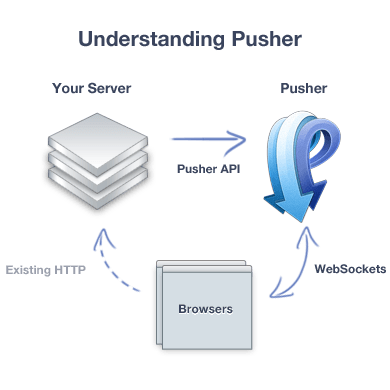 Understanding Pusher
Your Server
Pusher
Pusher API
Existing HTTP
WebSockets
Browsers